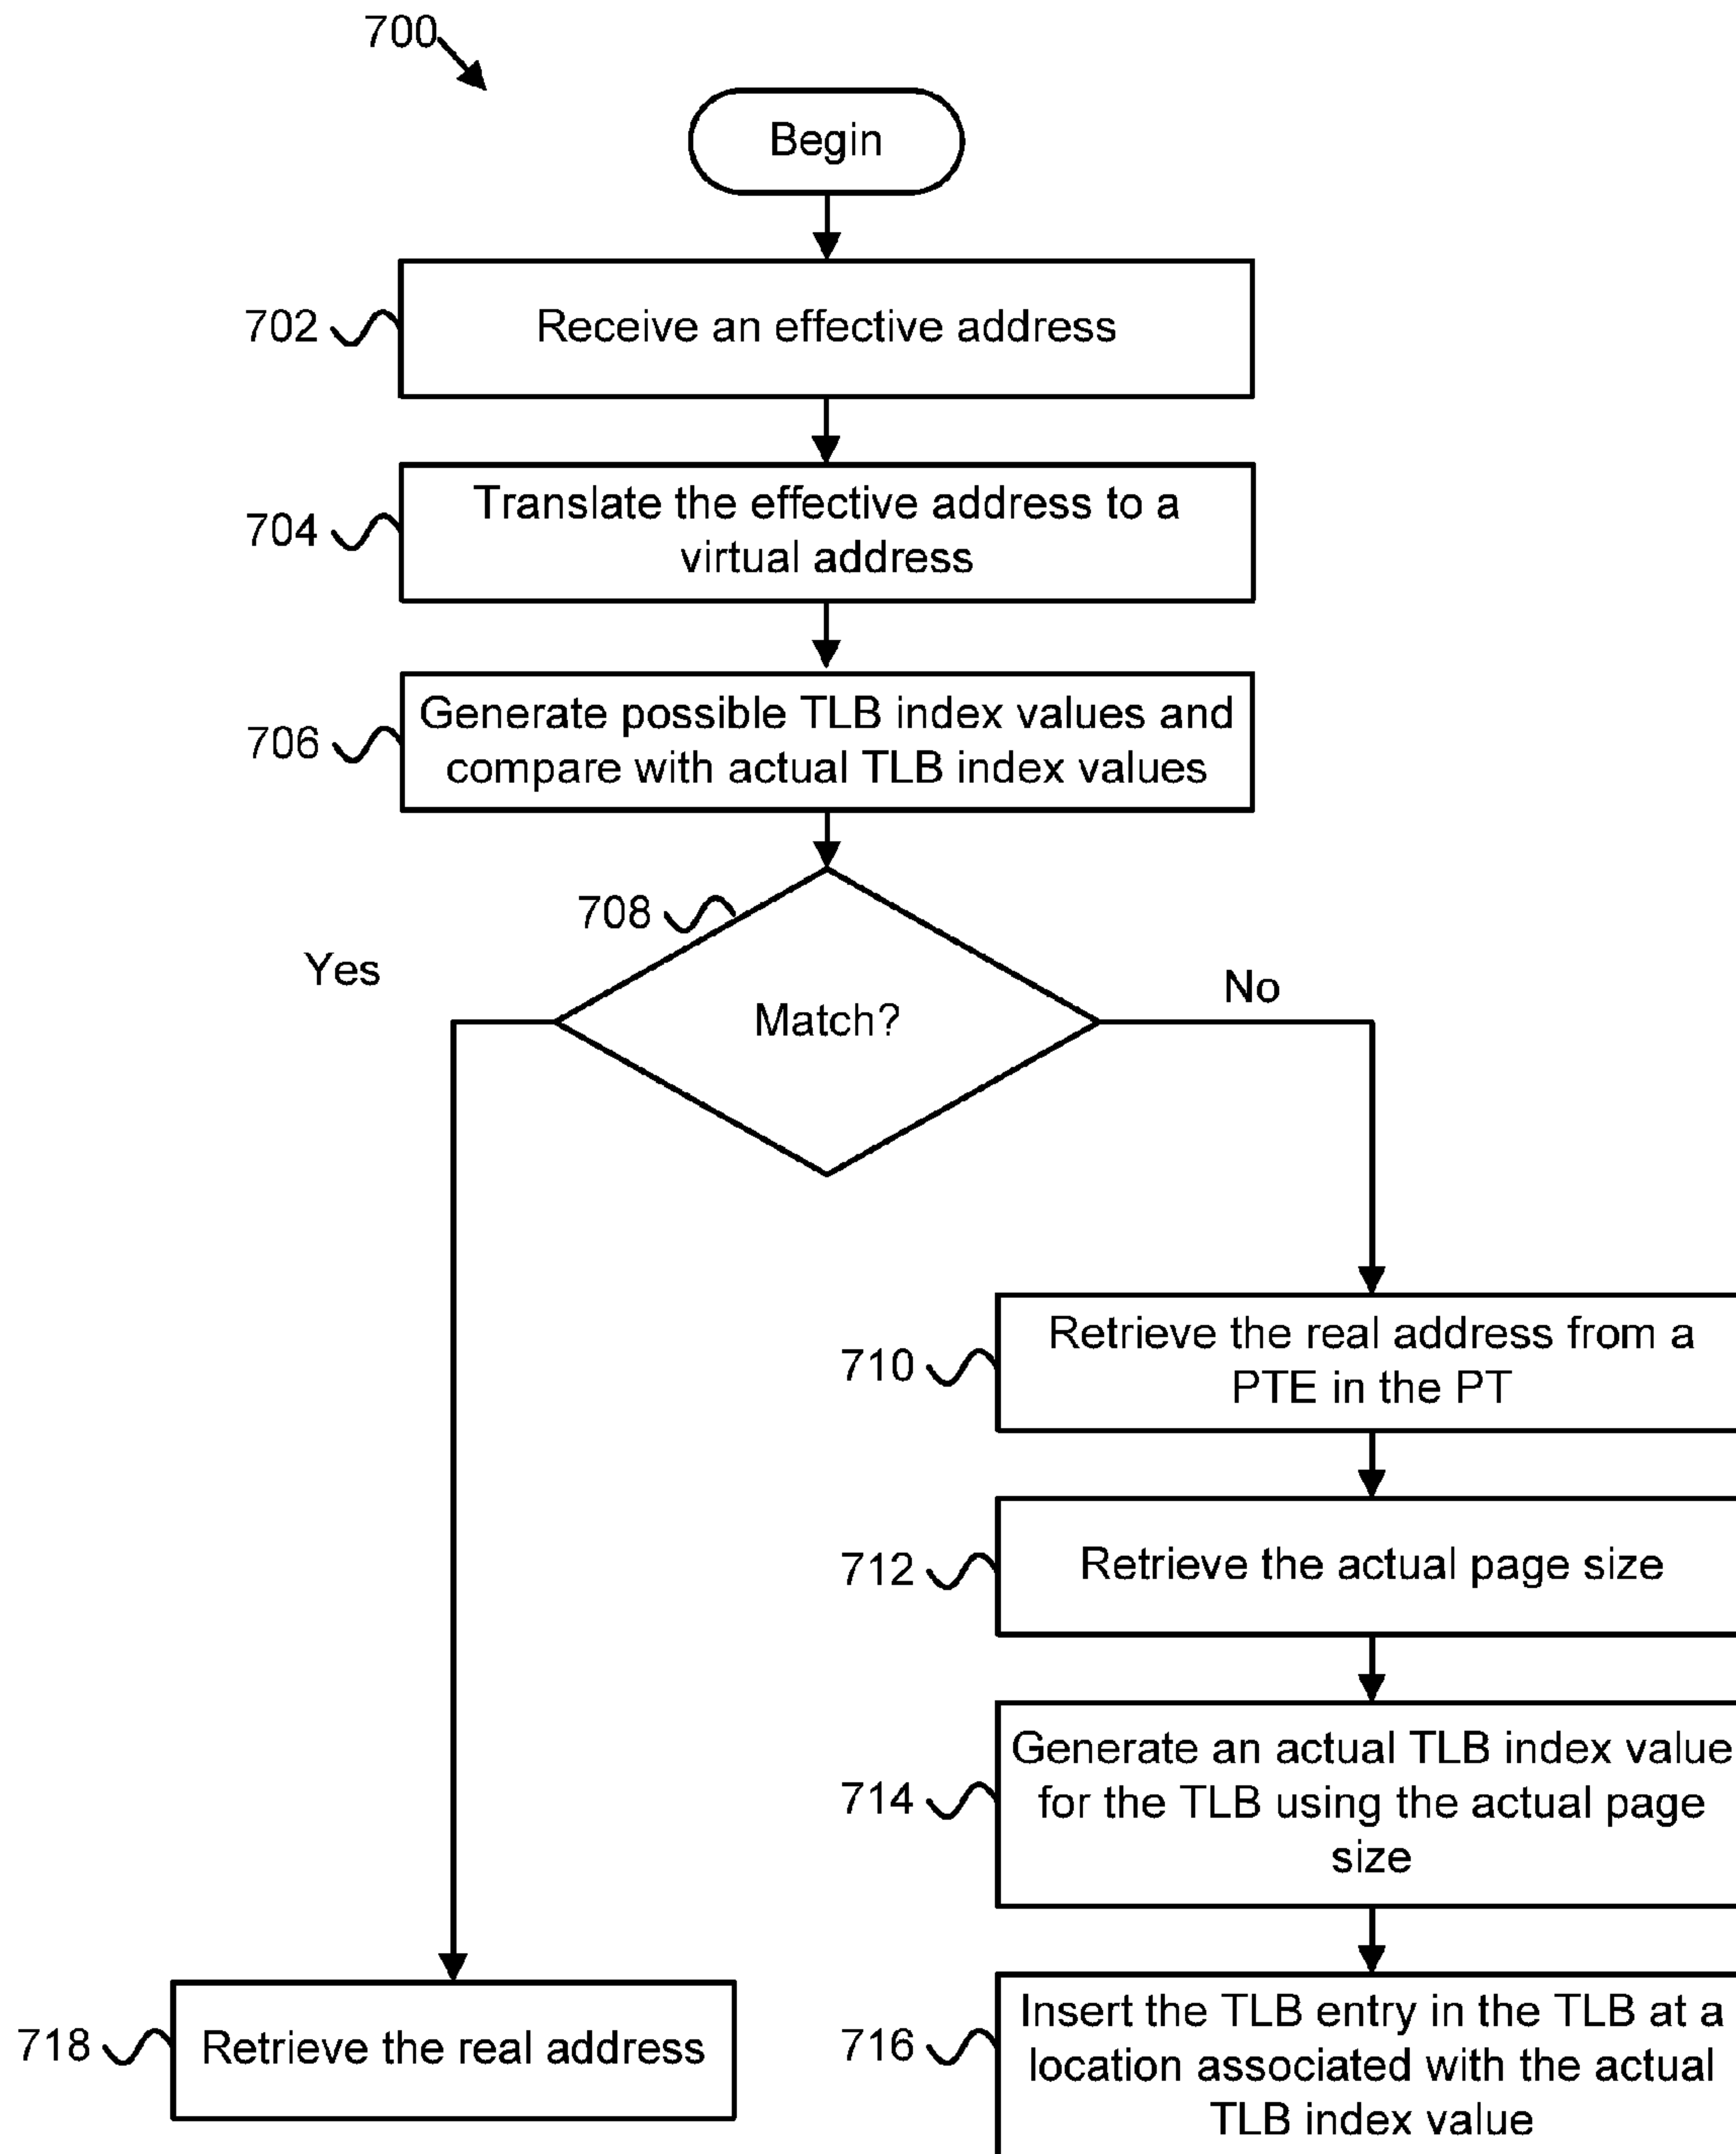 700
Begin
702
Receive an effective address
704
Translate the effective address to a
virtual address
706
Generate possible TLB index values and
compare with actual TLB index values
708
Yes
Match?
No
710
Retrieve the real address from a
PTE in the PT
712
Retrieve the actual page size
714
Generate an actual TLB index value
for the TLB using the actual page
size
718
Retrieve the real address
716
Insert the TLB entry in the TLB at a
location associated with the actual
TLB index value